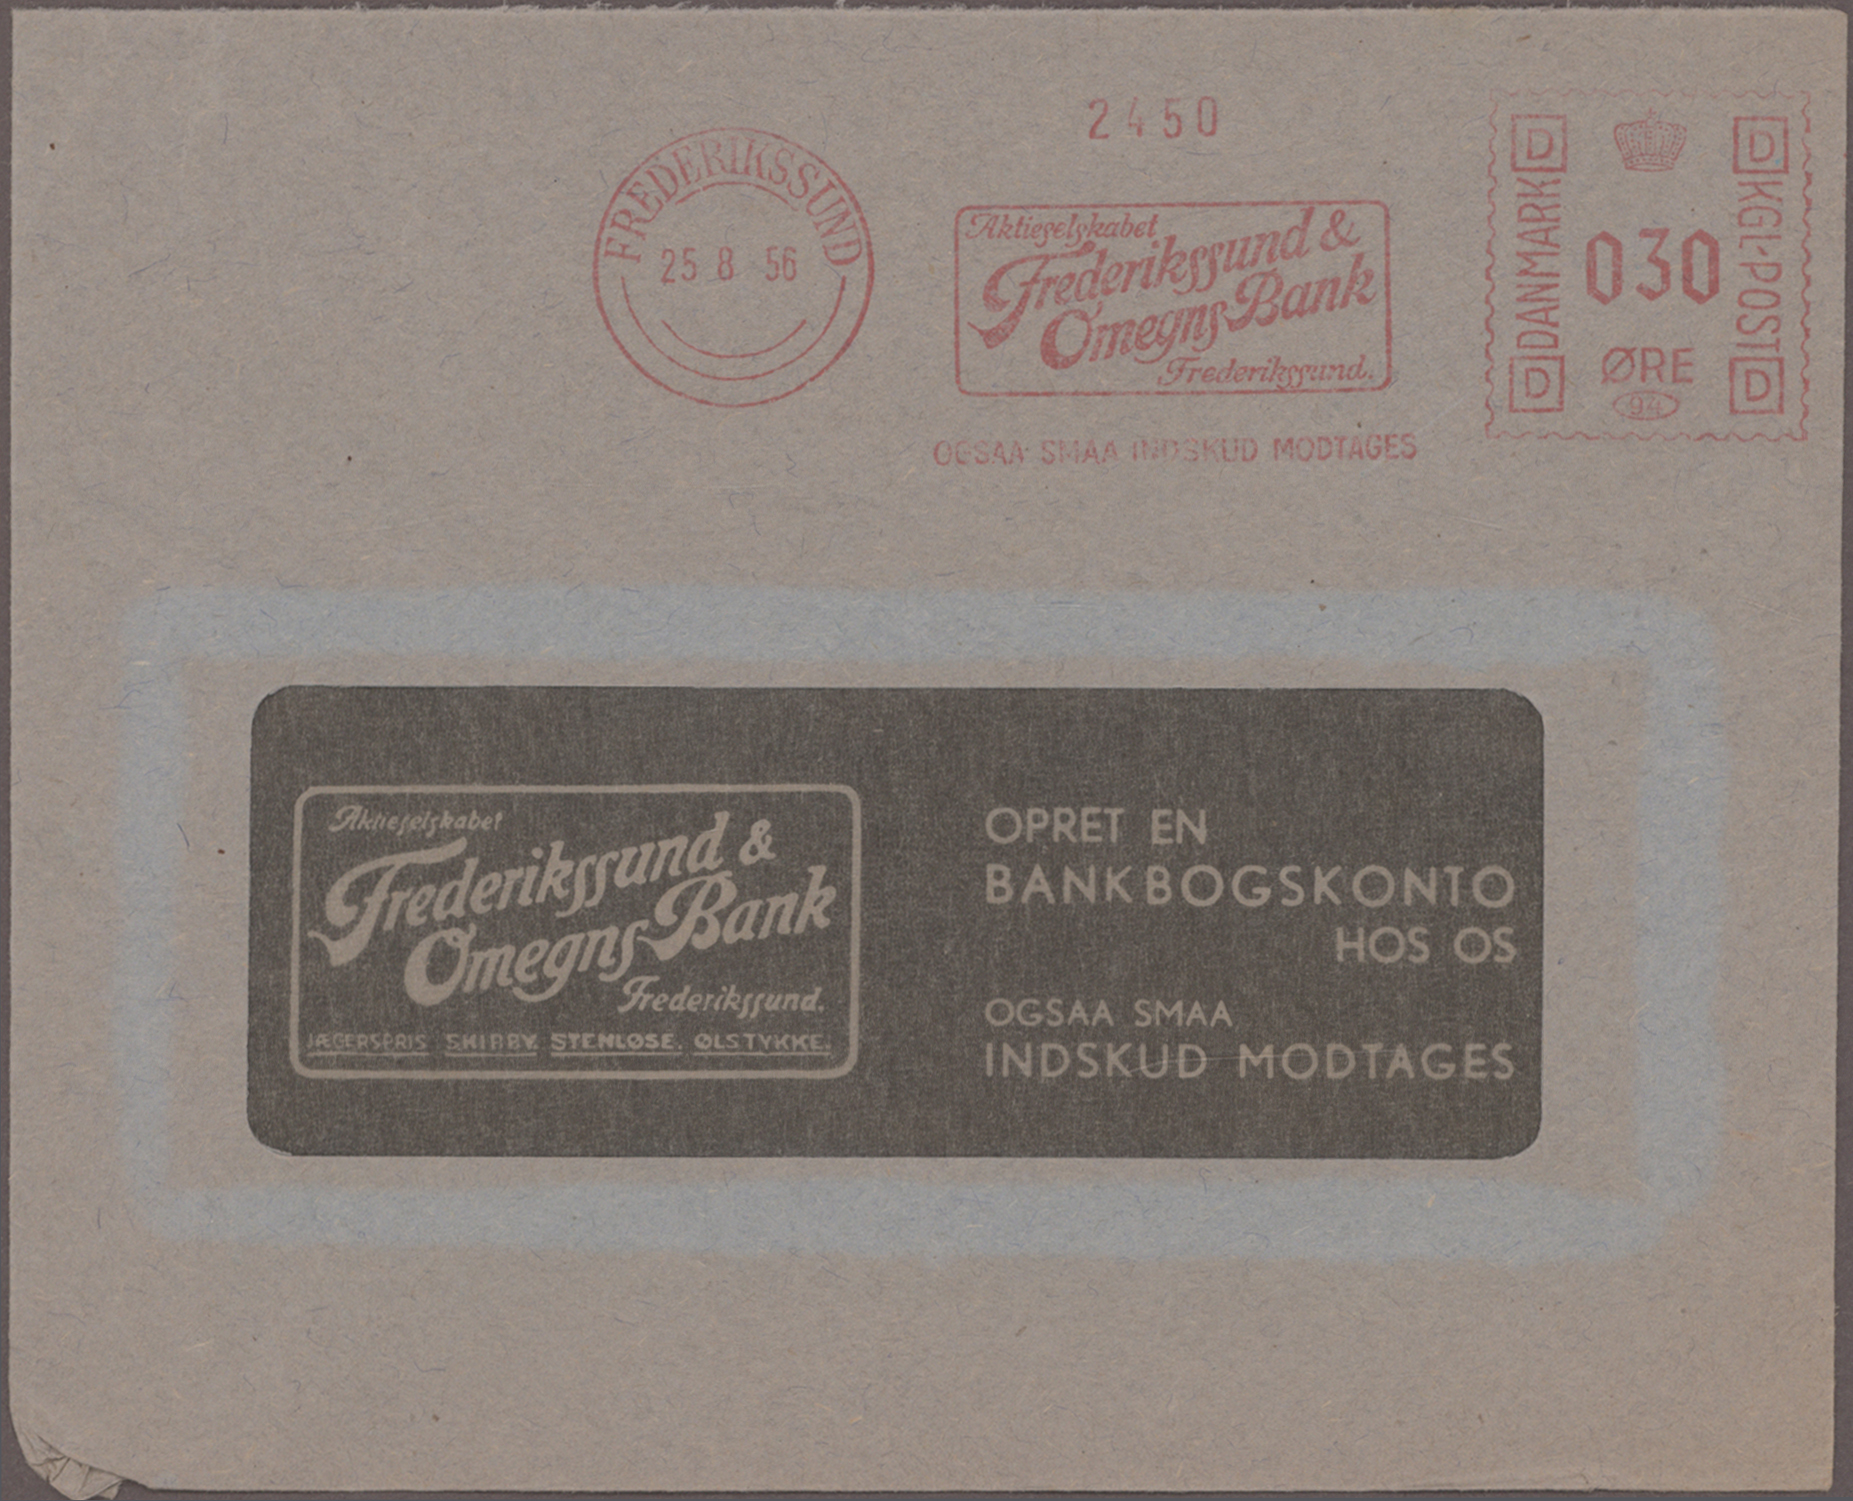 2450
FREDERIKSSUND
25 8 56
Aktieselskabet
Frederikssund &
Omegns Bank
Frederikssund.
OGSAA SMAA INDSKUD MODTAGES
D D
DANMARK
KGL·POST
030
ØRE
94
D D
Aktieselskabet
Frederikssund &
Omegns Bank
Frederikssund.
JÆGERSPRIS SKIBBY. STENLØSE. ØLSTYKKE.
OPRET EN
BANKBOGSKONTO
HOS OS
OGSAA SMAA
INDSKUD MODTAGES